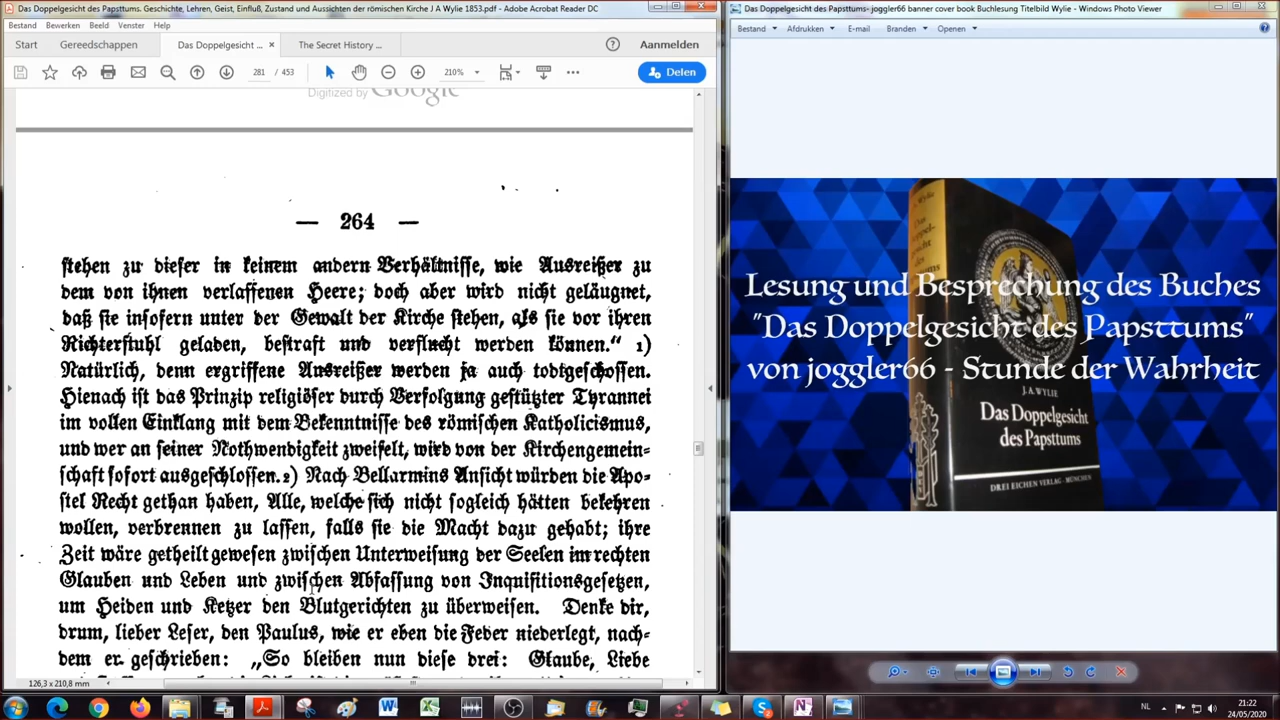 Das Doppelgesicht des Papsttums. Geschichte, Lehren, Geist, Einfluß, Zustand und Aussichten der römischen Kirche J A Wylie 1853.pdf - Adobe Acrobat Reader DC
Bestand Bewerken Beeld Venster Help
Start Gereedschappen Das Doppelgesicht ... × The Secret History ... Anmelden
281 / 453 210% Delen
Digitized by Google
— 264 —
stehen zu dieser in keinem andern Verhältnisse, wie Ausreißer zu
dem von ihnen verlassenen Heere; doch aber wird nicht geläugnet,
daß sie insofern unter der Gewalt der Kirche stehen, als sie vor ihren
Richterstuhl geladen, bestraft und verflucht werden können.“ 1)
Natürlich, denn ergriffene Ausreißer werden ja auch todtgeschossen.
Hienach ist das Prinzip religiöser durch Verfolgung gestützter Tyrannei
im vollen Einklang mit dem Bekenntnisse des römischen Katholicismus,
und wer an seiner Nothwendigkeit zweifelt, wird von der Kirchengemein-
schaft sofort ausgeschlossen. 2) Nach Bellarmins Ansicht würden die Apo-
stel Recht gethan haben, Alle, welche sich nicht sogleich hätten bekehren
wollen, verbrennen zu lassen, falls sie die Macht dazu gehabt; ihre
Zeit wäre getheilt gewesen zwischen Unterweisung der Seelen im rechten
Glauben und Leben und zwischen Abfassung von Inquisitionsgesetzen,
um Heiden und Ketzer den Blutgerichten zu überweisen. Denke dir,
drum, lieber Leser, den Paulus, wie er eben die Feder niederlegt, nach-
dem er geschrieben: „So bleiben nun diese drei: Glaube, Liebe
126,3 x 210,8 mm
Das Doppelgesicht des Papsttums- joggler66 banner cover book Buchlesung Titelbild Wylie - Windows Photo Viewer
Bestand Afdrukken E-mail Branden Openen
Lesung und Besprechung des Buches
"Das Doppelgesicht des Papsttums"
von joggler66 - Stunde der Wahrheit
J.A.WYLIE
Das Doppelgesicht
des Papsttums
DREI EICHEN VERLAG · MÜNCHEN
NL
21:22
24/05/2020